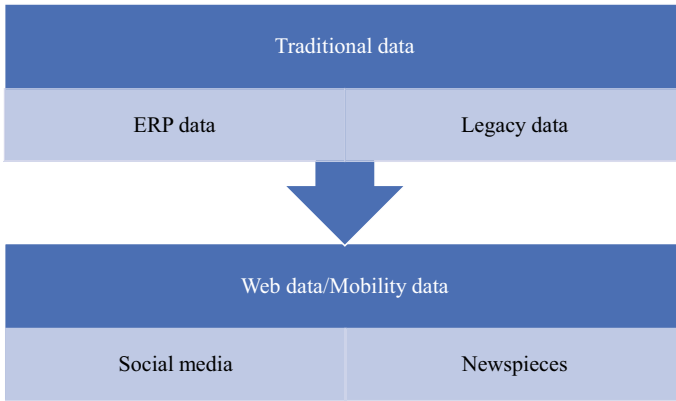 Traditional data
ERP data
Legacy data
Web data/Mobility data
Social media
Newspieces